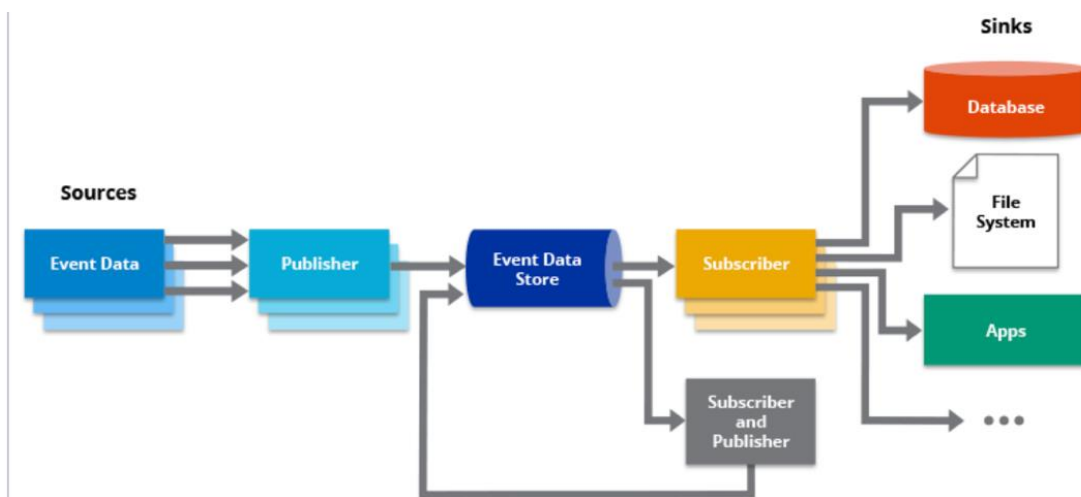 Sources
Event Data
Publisher
Event Data
Store
Subscriber
Subscriber
and
Publisher
Sinks
Database
File
System
Apps